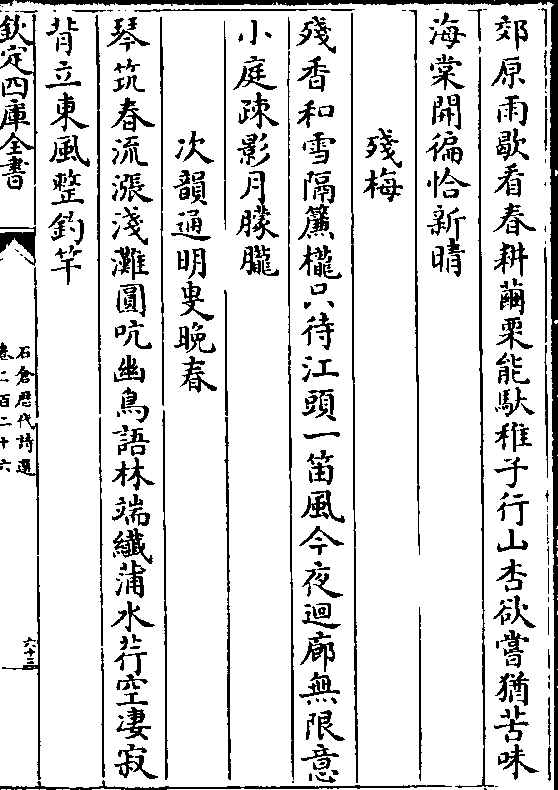 郊原雨歇看春耕繭栗能馱稚子行山杏欲嘗猶苦味
海棠開徧恰新晴
殘梅
殘香和雪隔簾櫳只待江頭一笛風今夜迴廊無限意
小庭疎影月朦朧
次韻通明叟晚春
琴筑春流漲淺灘圓吭幽鳥語林端纖蒲水荇空淒寂
背立東風整釣竿
欽定四庫全書
石倉歷代詩選
卷二百二十六
六十三